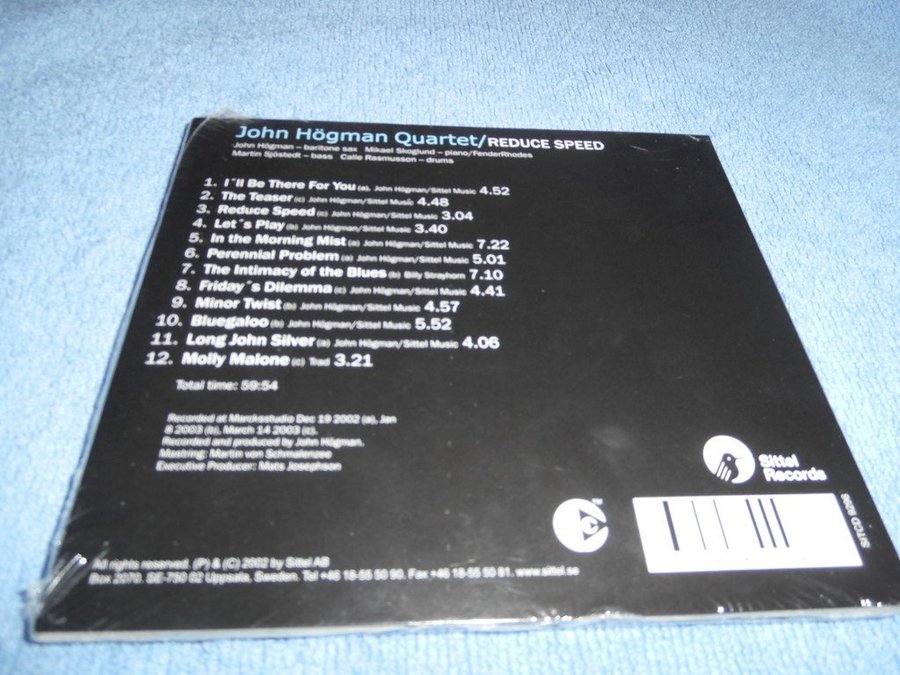 John Högman Quartet/REDUCE SPEED
John Högman – baritone sax Mikael Skoglund – piano/FenderRhodes
Martin Sjöstedt – bass Calle Rasmusson – drums
1. I´ll Be There For You (a). John Högman/Sittel Music 4.52
2. The Teaser (c) John Högman/Sittel Music 4.48
3. Reduce Speed (c) John Högman/Sittel Music 3.04
4. Let´s Play (b) John Högman/Sittel Music 3.40
5. In the Morning Mist (a) John Högman/Sittel Music 7.22
6. Perennial Problem (a) John Högman/Sittel Music 5.01
7. The Intimacy of the Blues (b) Billy Strayhorn 7.10
8. Friday´s Dilemma (c) John Högman/Sittel Music 4.41
9. Minor Twist (b) John Högman/Sittel Music 4.57
10. Bluegaloo (b) John Högman/Sittel Music 5.52
11. Long John Silver (a) John Högman/Sittel Music 4.06
12. Molly Malone (c) Trad 3.21
Total time: 59:54
Recorded at Marcksstudio Dec 19 2002 (a), Jan
8 2003 (b), March 14 2003 (c).
Recorded and produced by John Högman.
Mastring: Martin von Schmalenzee
Executive Producer: Mats Josephson
Sittel
Records
SITCD 9286
All rights reserved. (P) & (C) 2002 by Sittel AB
Box 2070. SE-750 02 Uppsala, Sweden. Tel +46 18-55 50 90. Fax +46 18-55 50 81. www.sittel.se